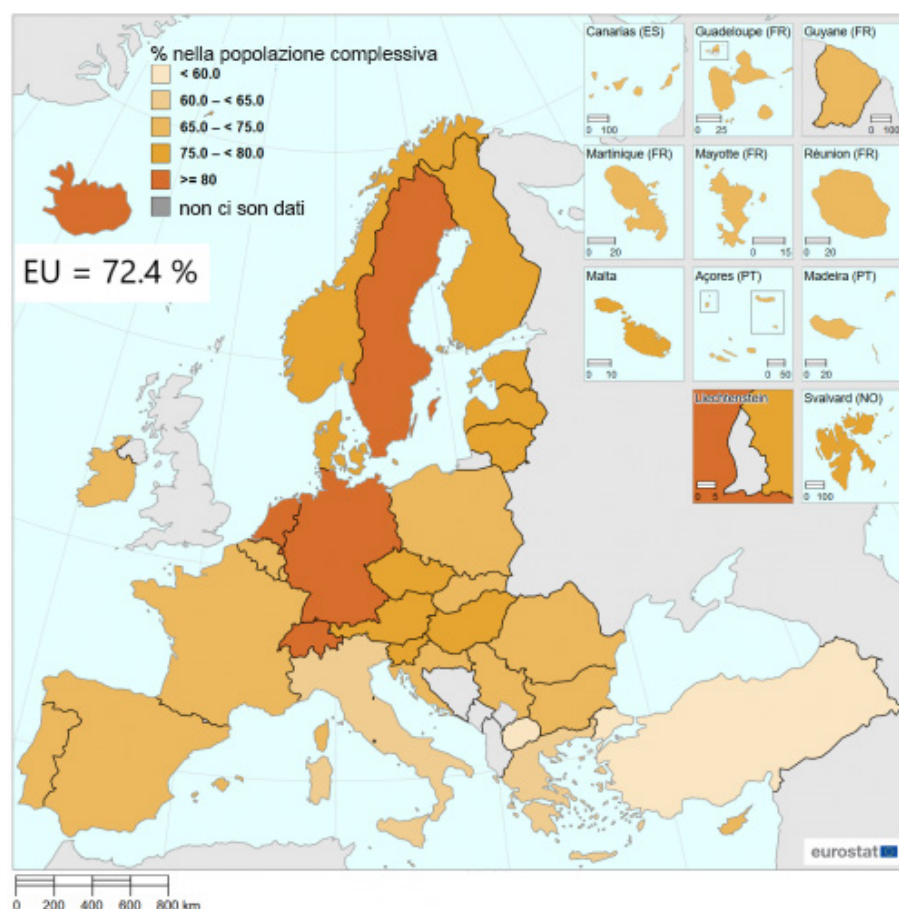 % nella popolazione complessiva
< 60.0
60.0 – < 65.0
65.0 – < 75.0
75.0 – < 80.0
>= 80
non ci son dati
EU = 72.4 %
Canarias (ES)
0 100
Guadeloupe (FR)
0 25
Guyane (FR)
0 100
Martinique (FR)
0 20
Mayotte (FR)
0 15
Réunion (FR)
0 20
Malta
0 10
Açores (PT)
0 50
Madeira (PT)
0 20
Liechtenstein
0 5
Svalvard (NO)
0 100
eurostat
0 200 400 600 800 km